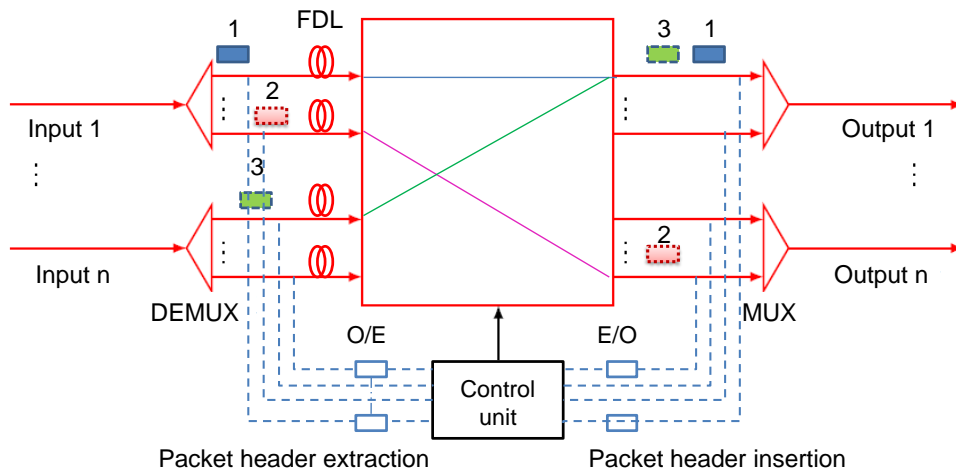 1
FDL
3
1
2
Input 1
Output 1
⋮
⋮
3
2
Input n
Output n
DEMUX
MUX
O/E
E/O
Control
unit
Packet header extraction
Packet header insertion